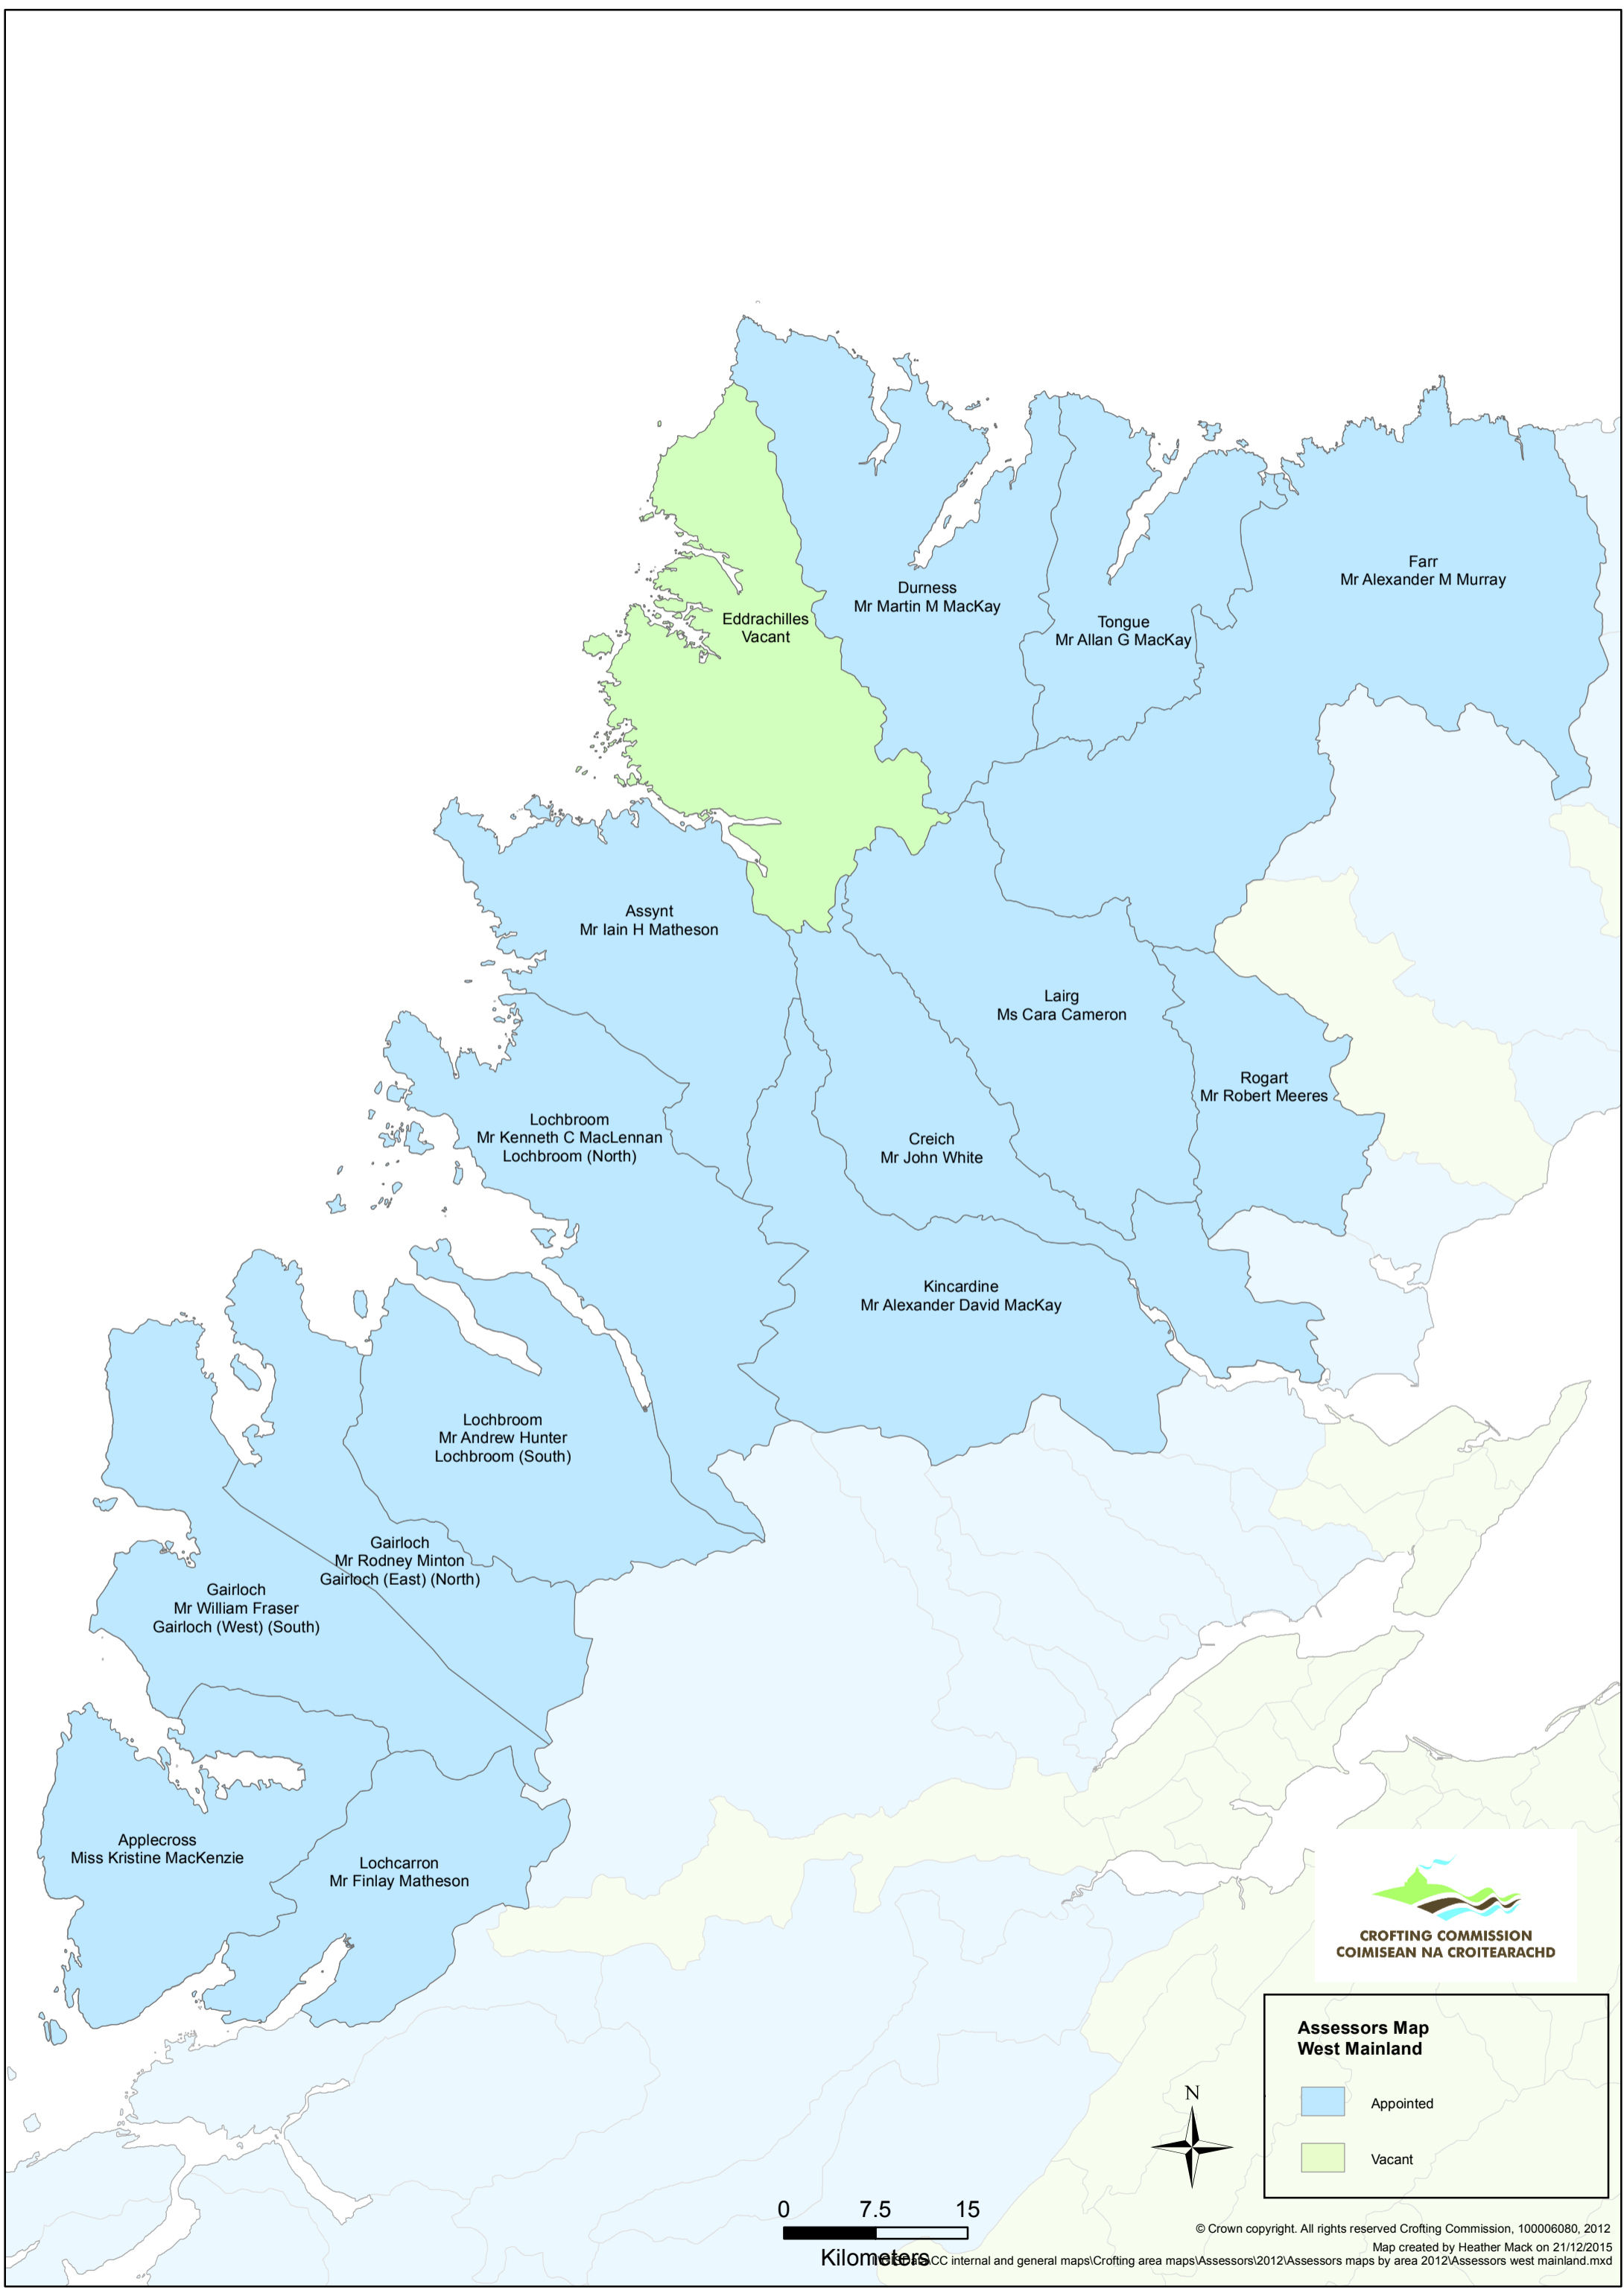 Durness
Mr Martin M MacKay
Farr
Mr Alexander M Murray
Eddrachilles
Vacant
Tongue
Mr Allan G MacKay
Assynt
Mr Iain H Matheson
Lairg
Ms Cara Cameron
Rogart
Mr Robert Meeres
Lochbroom
Mr Kenneth C MacLennan
Lochbroom (North)
Creich
Mr John White
Kincardine
Mr Alexander David MacKay
Lochbroom
Mr Andrew Hunter
Lochbroom (South)
Gairloch
Mr Rodney Minton
Gairloch (East) (North)
Gairloch
Mr William Fraser
Gairloch (West) (South)
Applecross
Miss Kristine MacKenzie
Lochcarron
Mr Finlay Matheson
CROFTING COMMISSION
COIMISEAN NA CROITEARACHD
Assessors Map
West Mainland
Appointed
Vacant
N
0 7.5 15
Kilometers
© Crown copyright. All rights reserved Crofting Commission, 100006080, 2012
Map created by Heather Mack on 21/12/2015
CC internal and general maps\Crofting area maps\Assessors\2012\Assessors maps by area 2012\Assessors west mainland.mxd